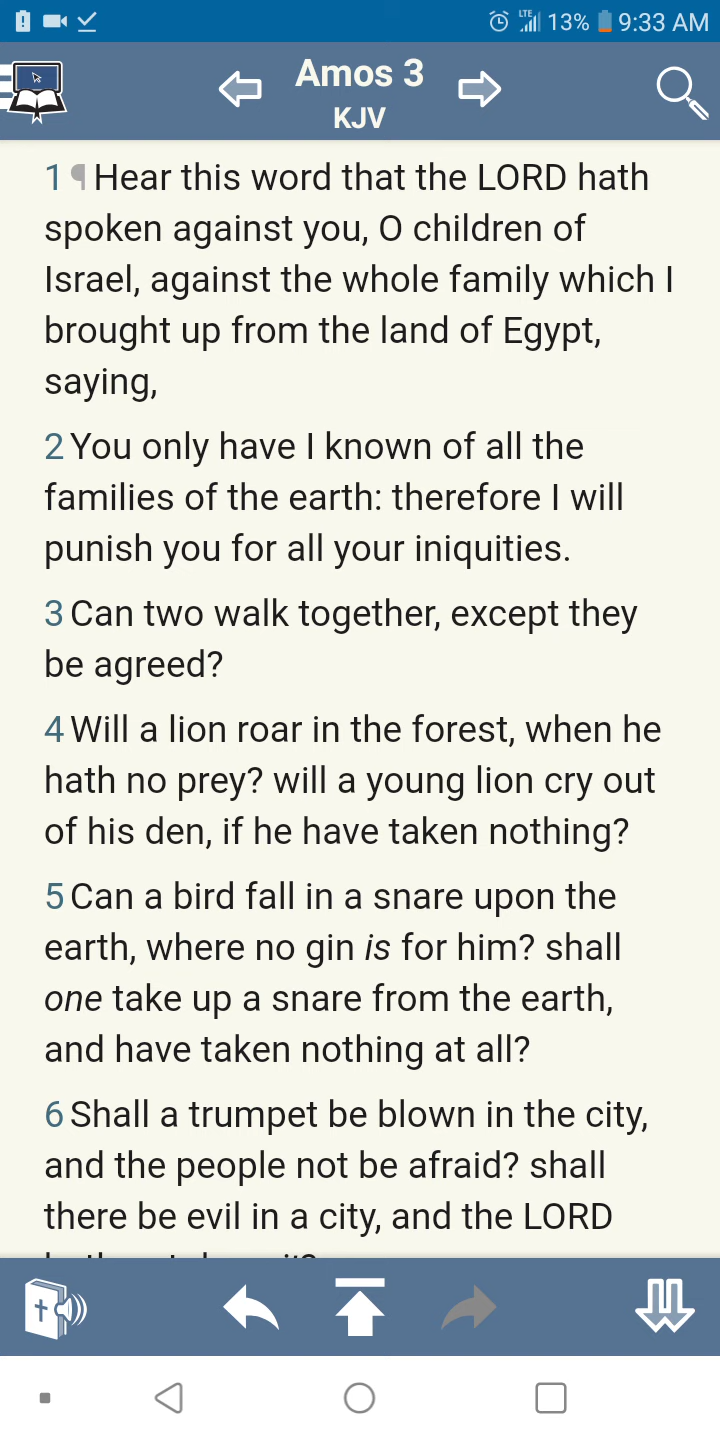 LTE 13% 9:33 AM
Amos 3
KJV
1 ¶ Hear this word that the LORD hath
spoken against you, O children of
Israel, against the whole family which I
brought up from the land of Egypt,
saying,
2 You only have I known of all the
families of the earth: therefore I will
punish you for all your iniquities.
3 Can two walk together, except they
be agreed?
4 Will a lion roar in the forest, when he
hath no prey? will a young lion cry out
of his den, if he have taken nothing?
5 Can a bird fall in a snare upon the
earth, where no gin is for him? shall
one take up a snare from the earth,
and have taken nothing at all?
6 Shall a trumpet be blown in the city,
and the people not be afraid? shall
there be evil in a city, and the LORD